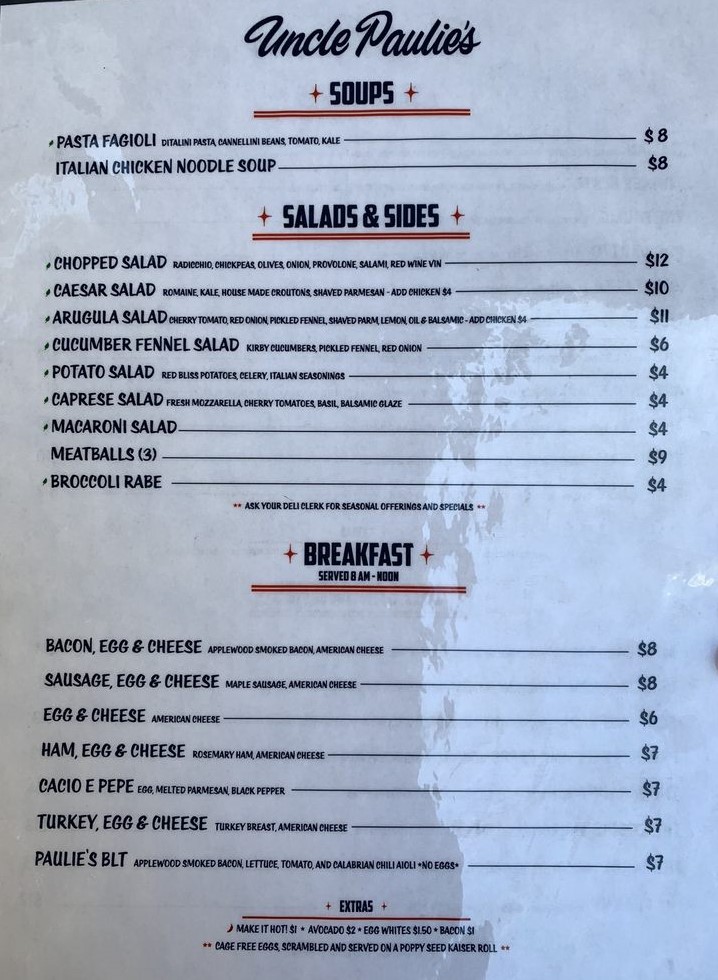 Uncle Paulie's
SOUPS
PASTA FAGIOLI DITALINI PASTA, CANNELLINI BEANS, TOMATO, KALE $8
ITALIAN CHICKEN NOODLE SOUP $8
SALADS & SIDES
CHOPPED SALAD RADICCHIO, CHICKPEAS, OLIVES, ONION, PROVOLONE, SALAMI, RED WINE VIN $12
CAESAR SALAD ROMAINE, KALE, HOUSE MADE CROUTONS, SHAVED PARMESAN - ADD CHICKEN $4 $10
ARUGULA SALAD CHERRY TOMATO, RED ONION, PICKLED FENNEL, SHAVED PARM, LEMON, OIL & BALSAMIC - ADD CHICKEN $4 $11
CUCUMBER FENNEL SALAD KIRBY CUCUMBERS, PICKLED FENNEL, RED ONION $6
POTATO SALAD RED BLISS POTATOES, CELERY, ITALIAN SEASONINGS $4
CAPRESE SALAD FRESH MOZZARELLA, CHERRY TOMATOES, BASIL, BALSAMIC GLAZE $4
MACARONI SALAD $4
MEATBALLS (3) $9
BROCCOLI RABE $4
** ASK YOUR DELI CLERK FOR SEASONAL OFFERINGS AND SPECIALS **
BREAKFAST
SERVED 8 AM - NOON
BACON, EGG & CHEESE APPLEWOOD SMOKED BACON, AMERICAN CHEESE $8
SAUSAGE, EGG & CHEESE MAPLE SAUSAGE, AMERICAN CHEESE $8
EGG & CHEESE AMERICAN CHEESE $6
HAM, EGG & CHEESE ROSEMARY HAM, AMERICAN CHEESE $7
CACIO E PEPE EGG, MELTED PARMESAN, BLACK PEPPER $7
TURKEY, EGG & CHEESE TURKEY BREAST, AMERICAN CHEESE $7
PAULIE'S BLT APPLEWOOD SMOKED BACON, LETTUCE, TOMATO, AND CALABRIAN CHILI AIOLI *NO EGGS* $7
EXTRAS
MAKE IT HOT! $1 * AVOCADO $2 * EGG WHITES $1.50 * BACON $1
** CAGE FREE EGGS, SCRAMBLED AND SERVED ON A POPPY SEED KAISER ROLL **